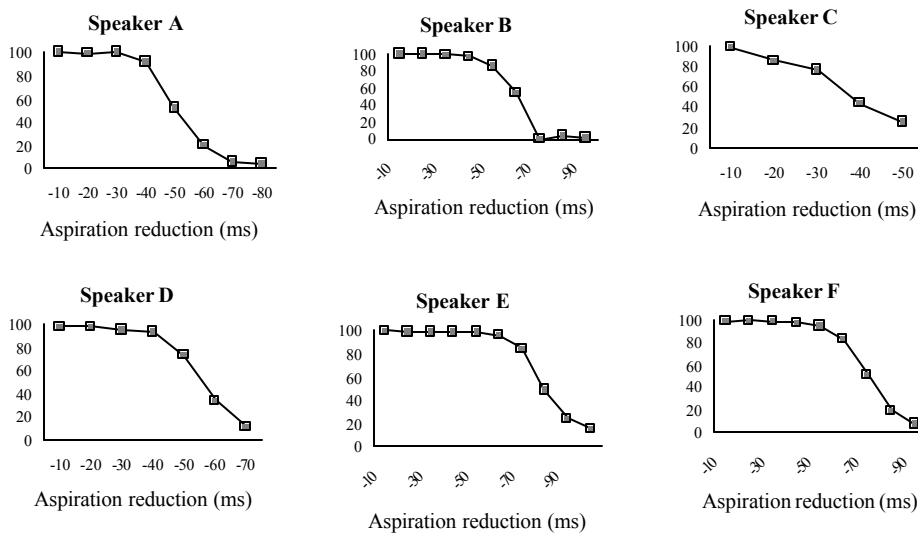 Speaker A
100
80
60
40
20
0
-10 -20 -30 -40 -50 -60 -70 -80
Aspiration reduction (ms)
Speaker B
100
80
60
40
20
0
-10 -30 -50 -70 -90
Aspiration reduction (ms)
Speaker C
100
80
60
40
20
0
-10 -20 -30 -40 -50
Aspiration reduction (ms)
Speaker D
100
80
60
40
20
0
-10 -20 -30 -40 -50 -60 -70
Aspiration reduction (ms)
Speaker E
100
80
60
40
20
0
-10 -30 -50 -70 -90
Aspiration reduction (ms)
Speaker F
100
80
60
40
20
0
-10 -30 -50 -70 -90
Aspiration reduction (ms)